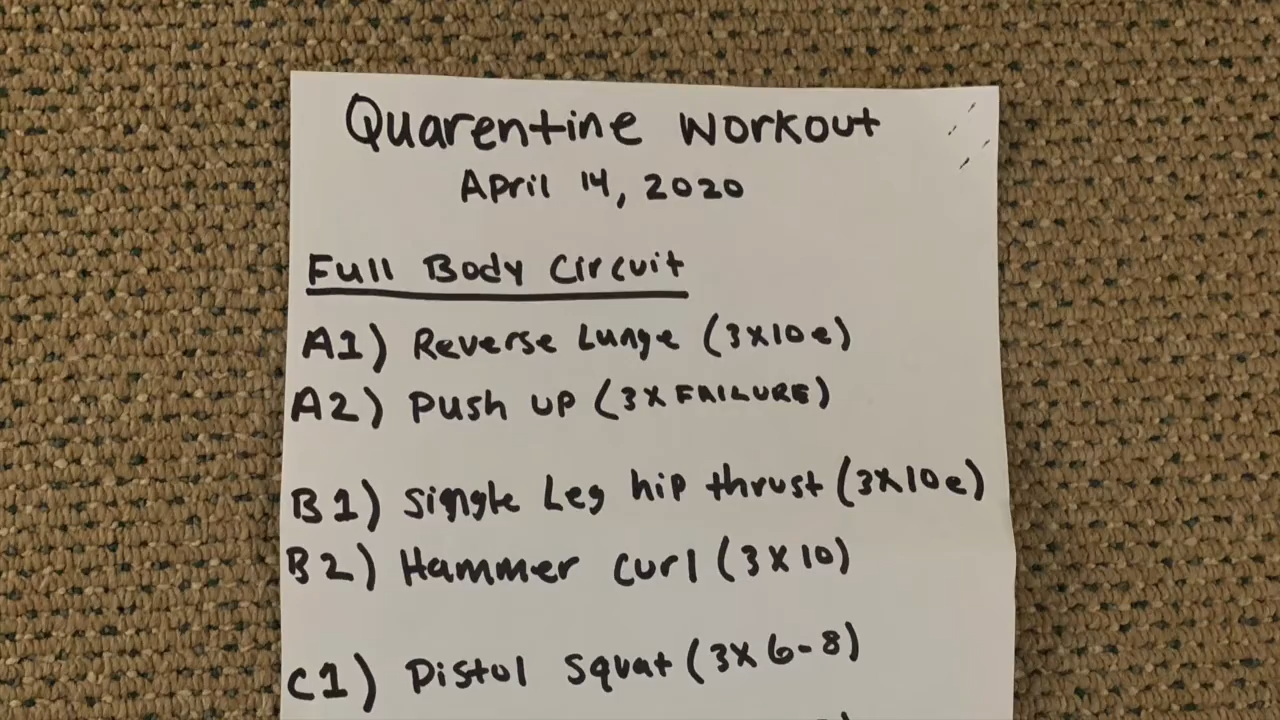 Quarentine Workout
April 14, 2020
Full Body Circuit
A1) Reverse Lunge (3x10e)
A2) Push up (3x FAILURE)
B1) Single Leg hip thrust (3x10e)
B2) Hammer curl (3x10)
C1) Pistol Squat (3x6-8)